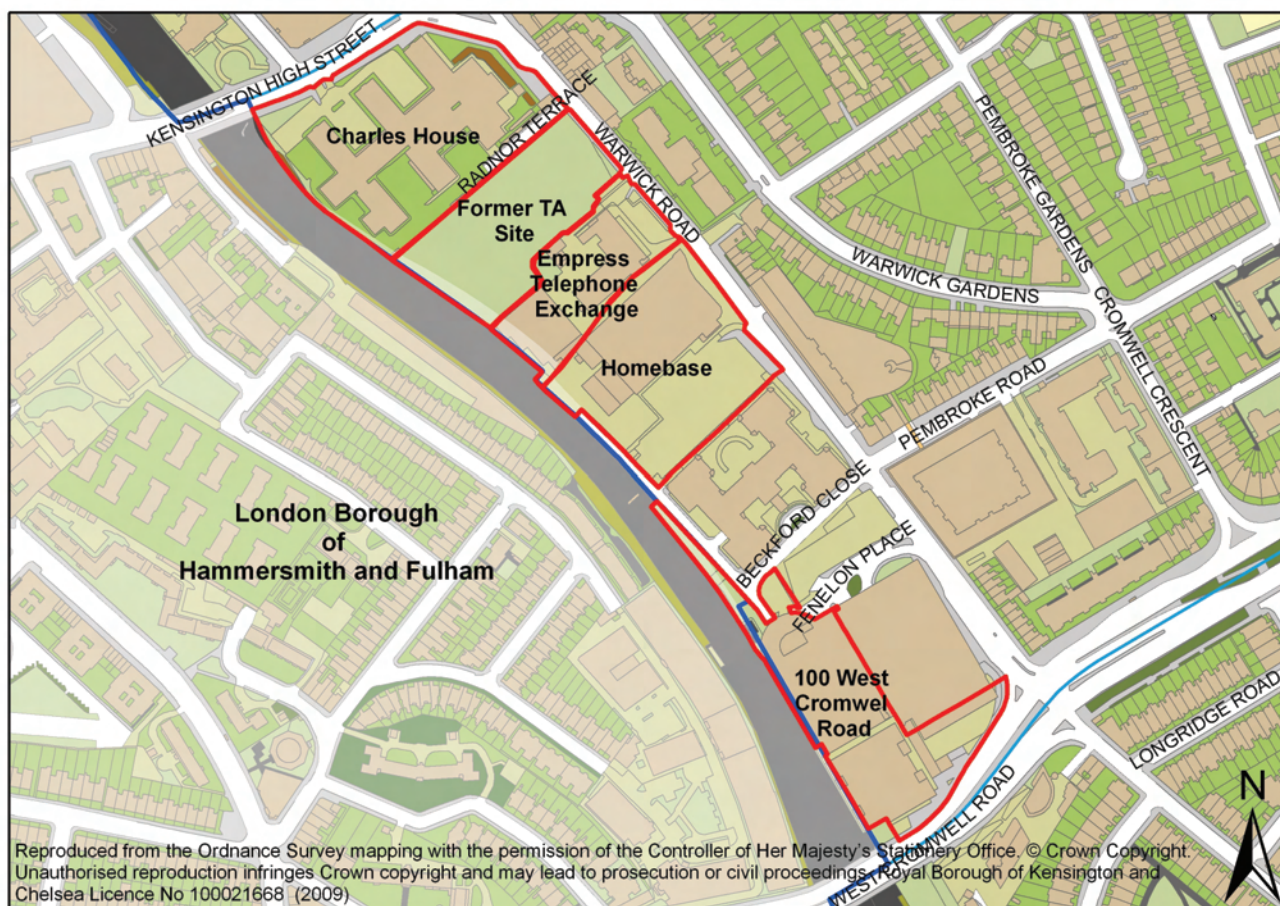 KENSINGTON HIGH STREET
Charles House
RADNOR TERRACE
WARWICK ROAD
Former TA
Site
Empress
Telephone
Exchange
Homebase
PEMBROKE GARDENS
WARWICK GARDENS
CROMWELL CRESCENT
PEMBROKE ROAD
London Borough
of
Hammersmith and Fulham
BECKFORD CLOSE
FENELON PLACE
100 West
Cromwel
Road
LONGRIDGE ROAD
WEST CROMWELL ROAD
N
Reproduced from the Ordnance Survey mapping with the permission of the Controller of Her Majesty's Stationery Office. © Crown Copyright.
Unauthorised reproduction infringes Crown copyright and may lead to prosecution or civil proceedings. Royal Borough of Kensington and
Chelsea Licence No 100021668 (2009)